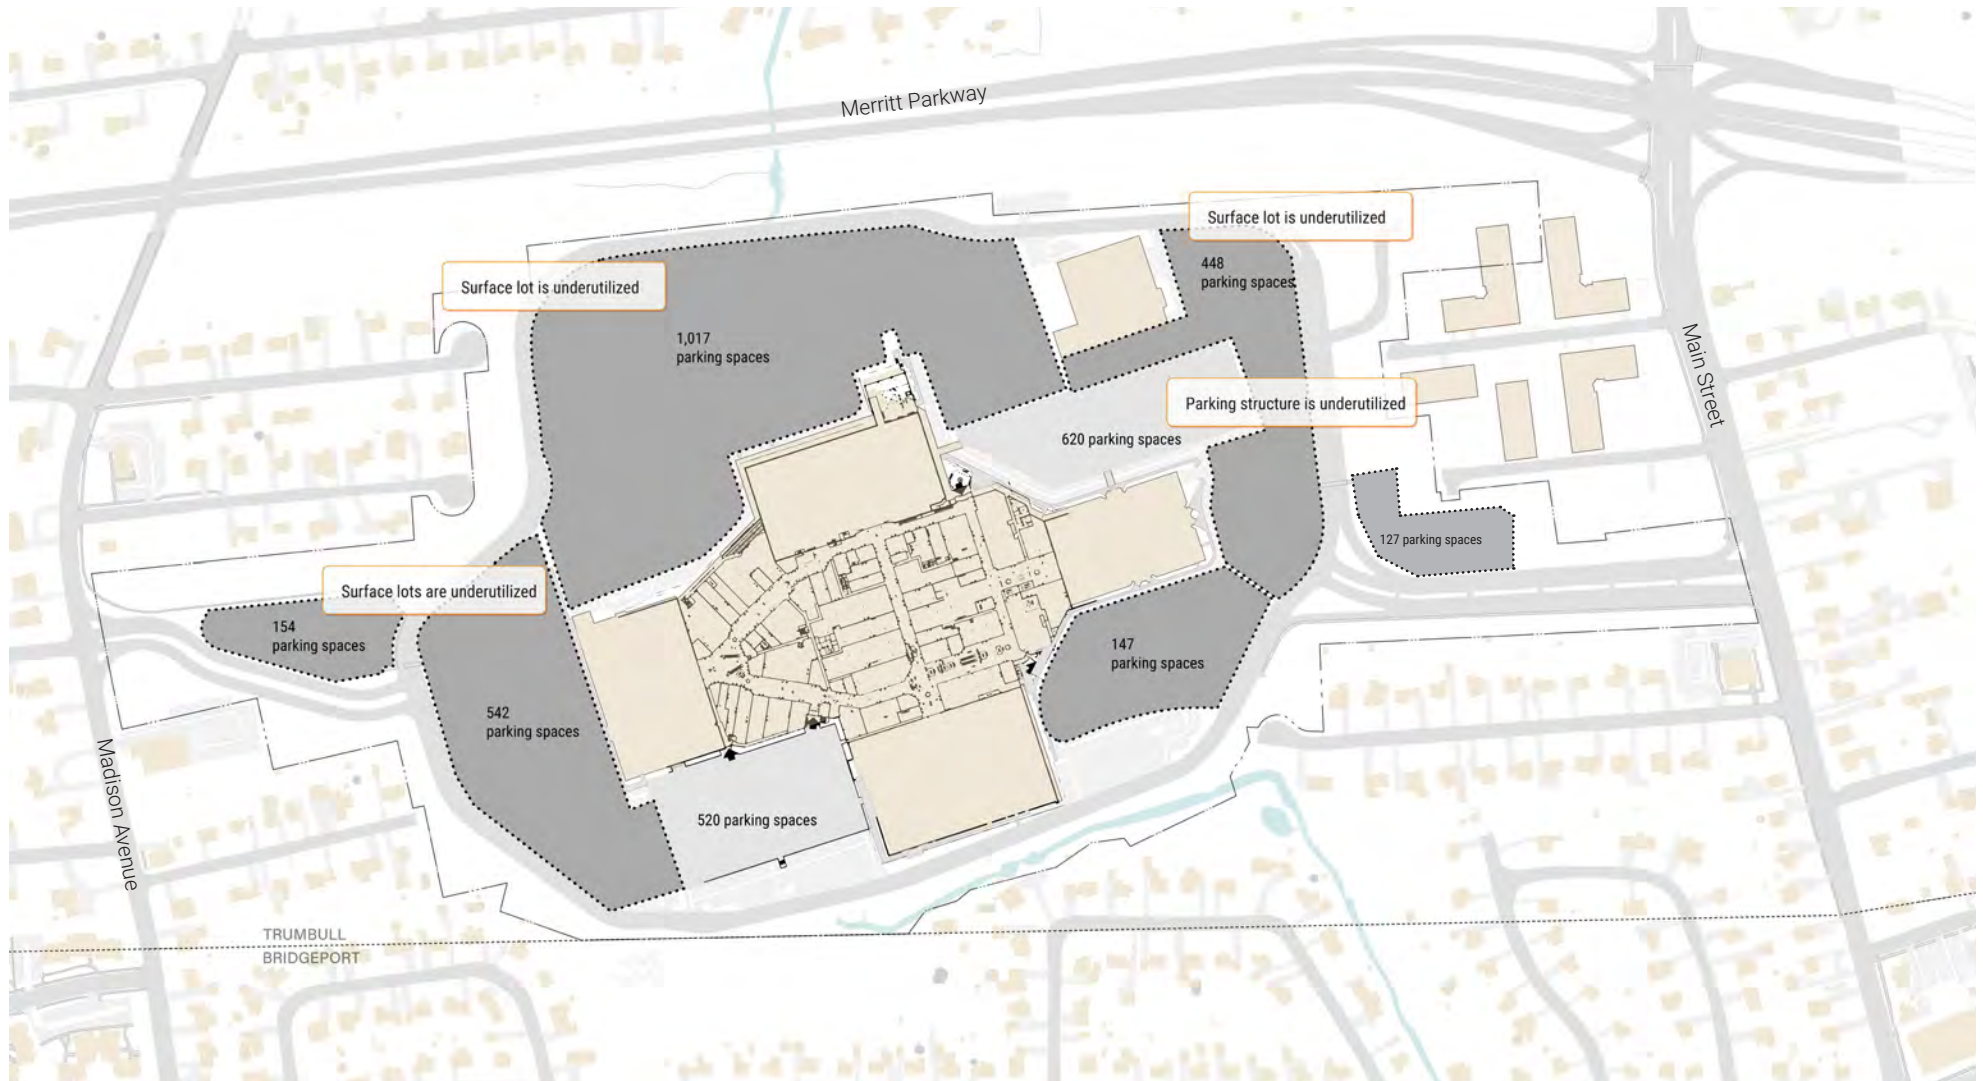 Merritt Parkway
Surface lot is underutilized
448
parking spaces
Surface lot is underutilized
1,017
parking spaces
Main Street
Parking structure is underutilized
620 parking spaces
127 parking spaces
Surface lots are underutilized
154
parking spaces
147
parking spaces
542
parking spaces
Madison Avenue
520 parking spaces
TRUMBULL
BRIDGEPORT